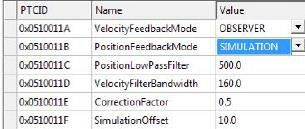 PTCID Name Value
0x0510011A VelocityFeedbackMode OBSERVER
0x0510011B PositionFeedbackMode SIMULATION
0x0510011C PositionLowPassFilter 500.0
0x0510011D VelocityFilterBandwidth 160.0
0x0510011E CorrectionFactor 0.5
0x0510011F SimulationOffset 10.0